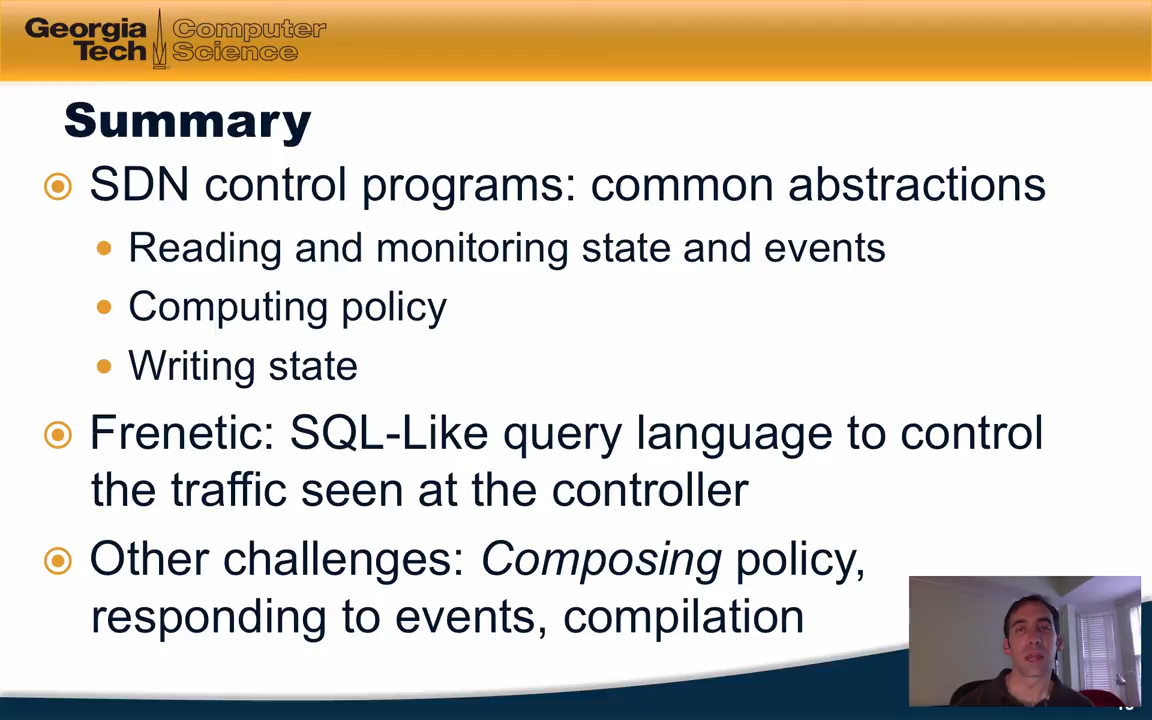 Georgia Tech
Computer Science
Summary
SDN control programs: common abstractions
Reading and monitoring state and events
Computing policy
Writing state
Frenetic: SQL-Like query language to control
the traffic seen at the controller
Other challenges: Composing policy,
responding to events, compilation